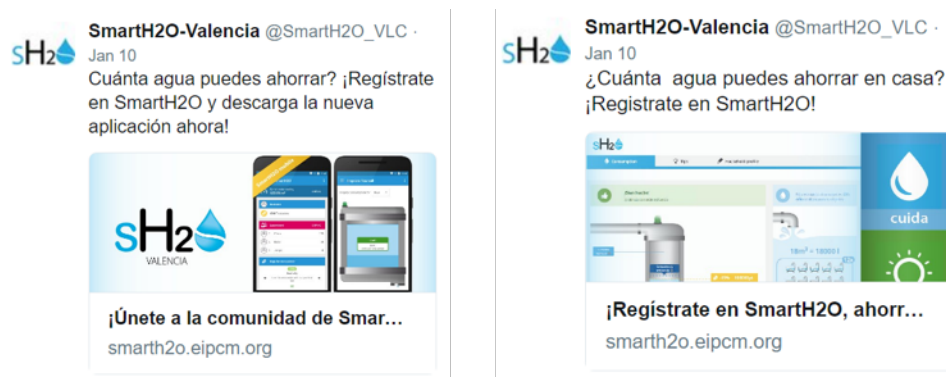 SmartH2O-Valencia @SmartH2O_VLC ·
Jan 10
Cuánta agua puedes ahorrar? ¡Regístrate
en SmartH2O y descarga la nueva
aplicación ahora!
sH2
VALENCIA
¡Únete a la comunidad de Smar...
smarth2o.eipcm.org
SmartH2O-Valencia @SmartH2O_VLC ·
Jan 10
¿Cuánta agua puedes ahorrar en casa?
¡Registrate en SmartH2O!
sH2
cuida
¡Regístrate en SmartH2O, ahorr...
smarth2o.eipcm.org